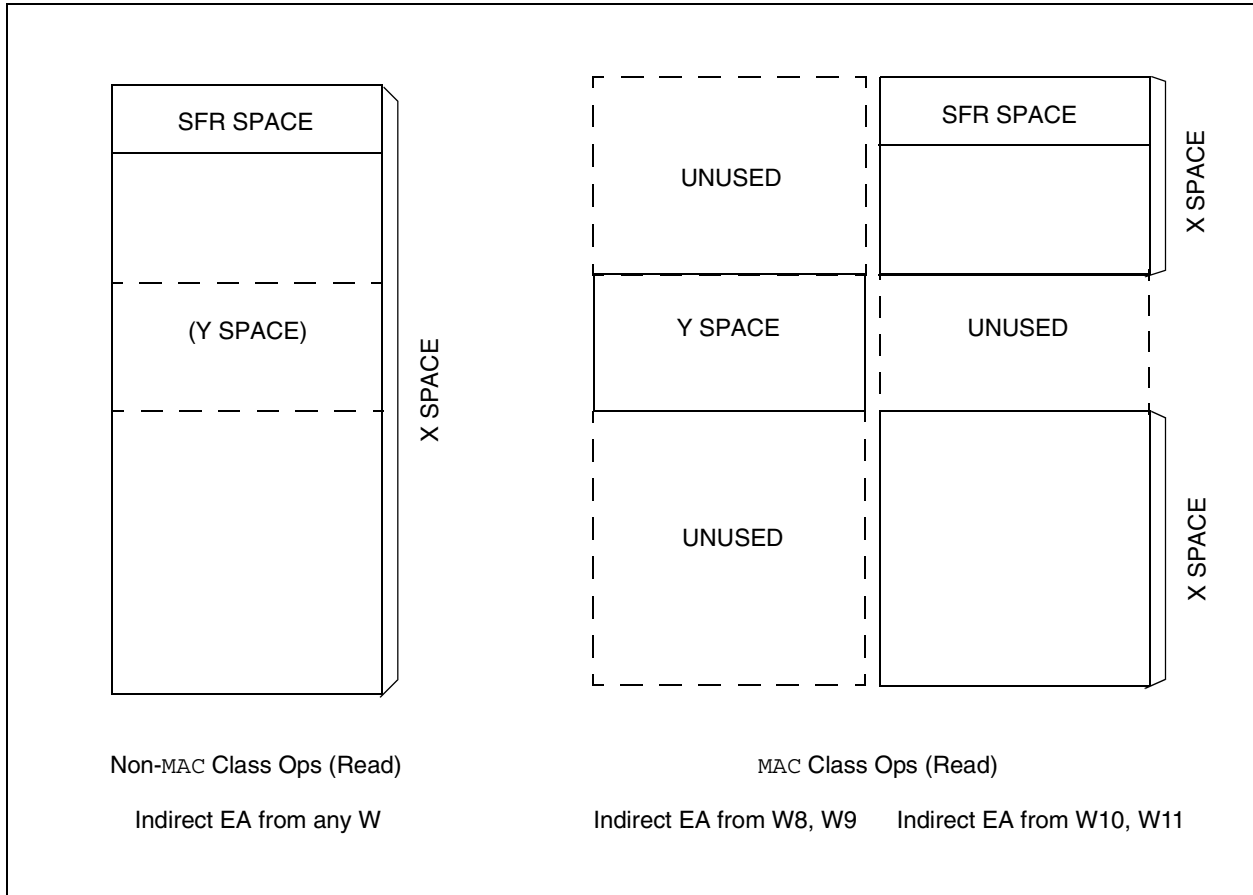 SFR SPACE
(Y SPACE)
X SPACE
Non-MAC Class Ops (Read)
Indirect EA from any W
UNUSED
Y SPACE
UNUSED
SFR SPACE
UNUSED
X SPACE
X SPACE
MAC Class Ops (Read)
Indirect EA from W8, W9
Indirect EA from W10, W11